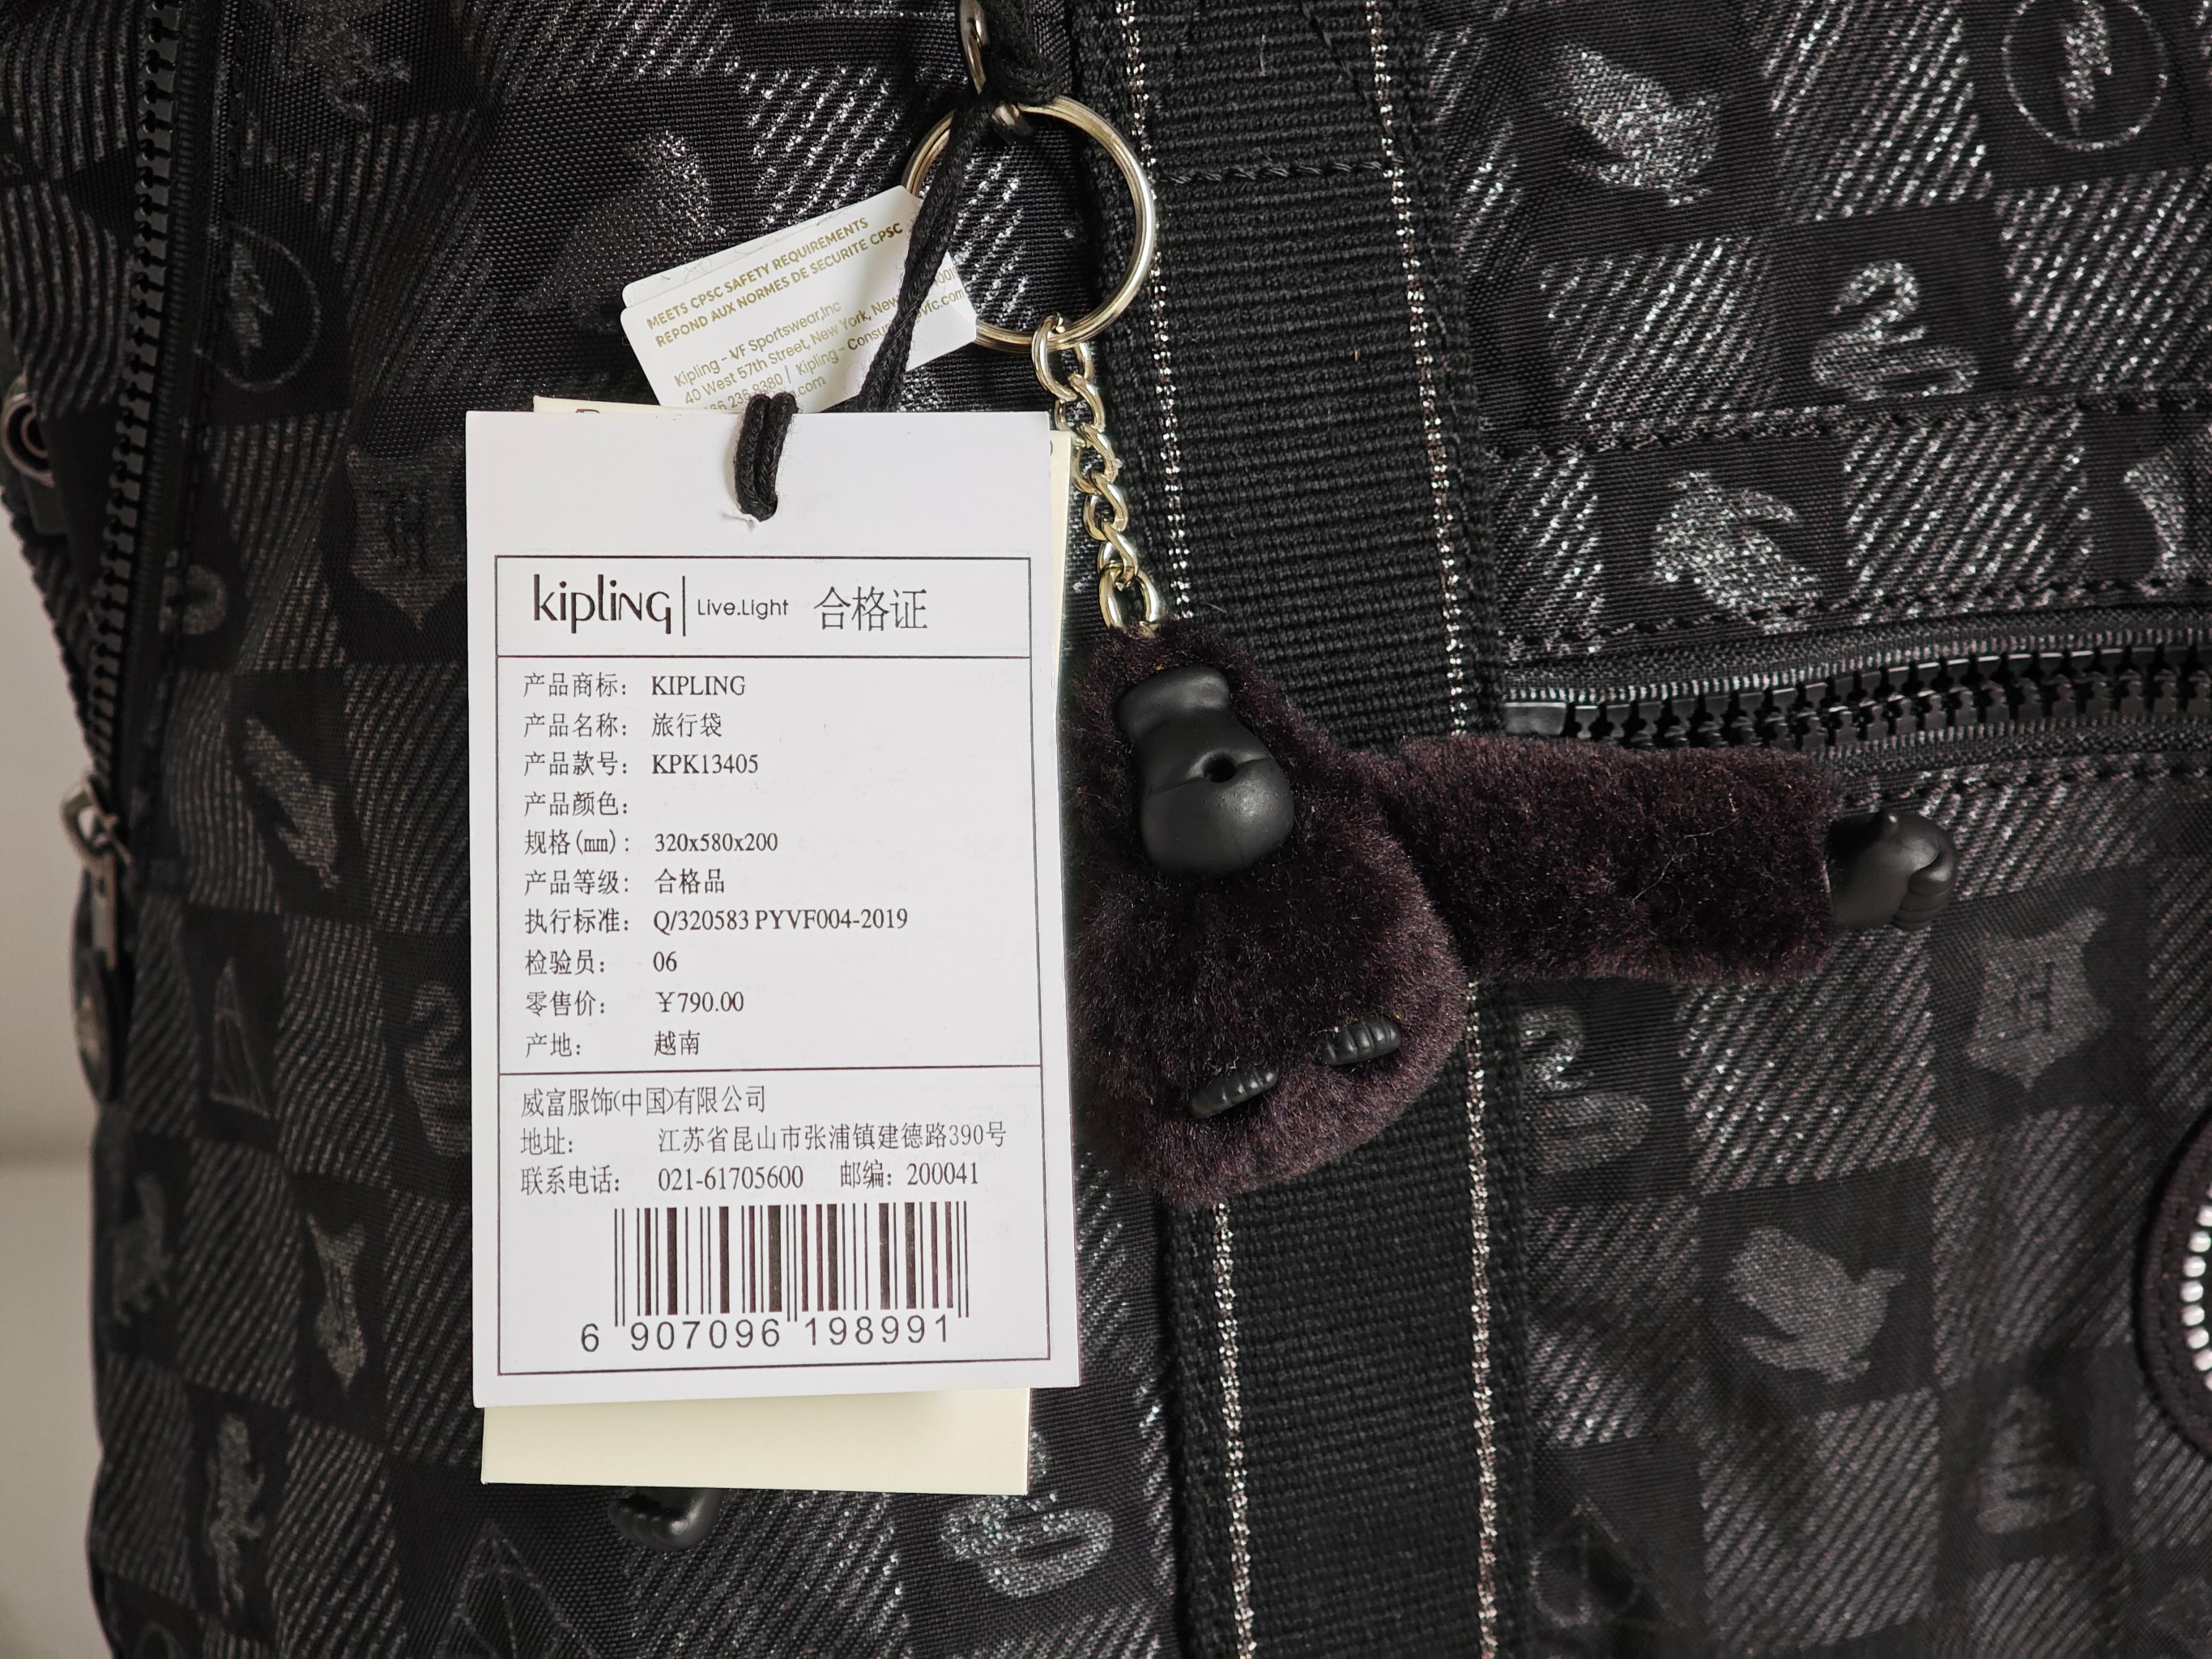 MEETS CPSC SAFETY REQUIREMENTS
REPOND AUX NORMES DE SECURITE CPSC
Kipling - VF Sportswear,Inc
40 West 57th Street, New York, New
Kipling - Consu
vfc.com
.com
kipling Live.Light 合格证
产品商标: KIPLING
产品名称: 旅行袋
产品款号: KPK13405
产品颜色:
规格(mm): 320x580x200
产品等级: 合格品
执行标准: Q/320583 PYVF004-2019
检验员: 06
零售价: ¥790.00
产地: 越南
威富服饰(中国)有限公司
地址: 江苏省昆山市张浦镇建德路390号
联系电话: 021-61705600 邮编: 200041
6 907096 198991